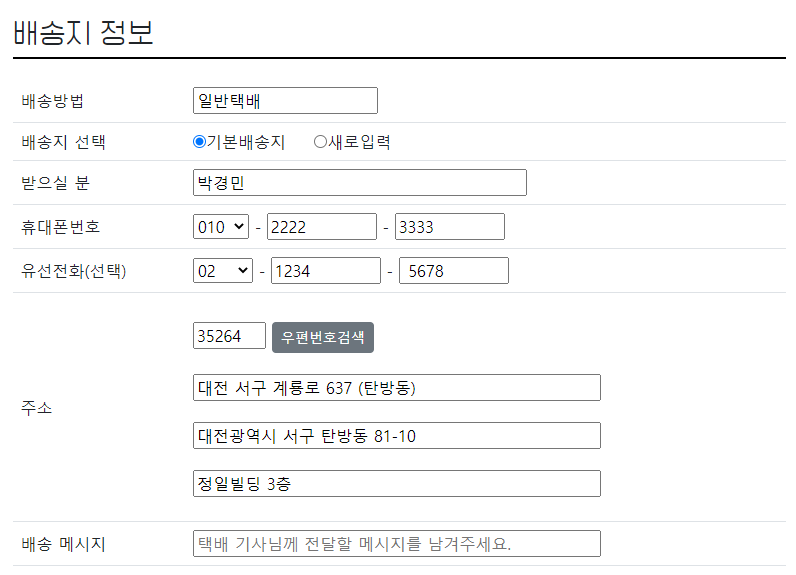 배송지 정보
배송방법 일반택배
배송지 선택 기본배송지 새로입력
받으실 분 박경민
휴대폰번호 010 - 2222 - 3333
유선전화(선택) 02 - 1234 - 5678
35264 우편번호검색
대전 서구 계룡로 637 (탄방동)
주소
대전광역시 서구 탄방동 81-10
정일빌딩 3층
배송 메시지 택배 기사님께 전달할 메시지를 남겨주세요.